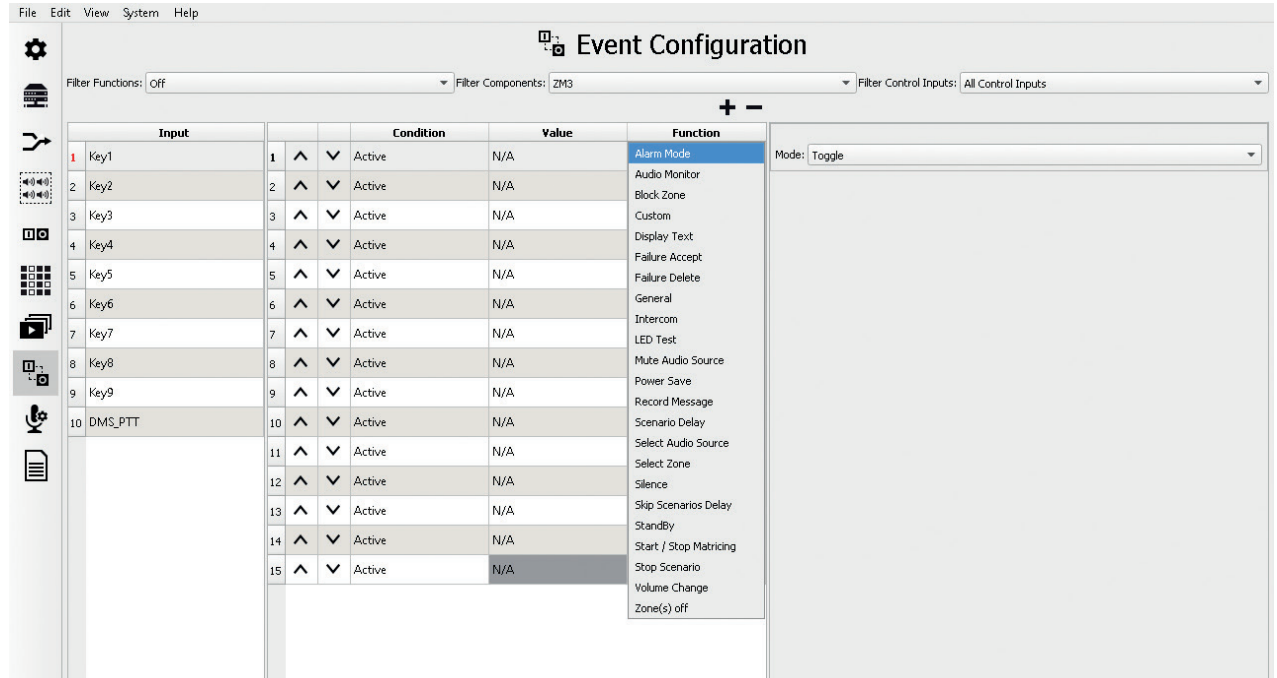 File Edit View System Help
Event Configuration
Filter Functions: Off Filter Components: ZM3 Filter Control Inputs: All Control Inputs
Input Condition Value Function
1 Key1 1 Active N/A Alarm Mode Mode: Toggle
Audio Monitor
2 Key2 2 Active N/A
Block Zone
3 Key3 3 Active N/A Custom
Display Text
4 Key4 4 Active N/A
Failure Accept
5 Key5 5 Active N/A Failure Delete
General
6 Key6 6 Active N/A
Intercom
7 Key7 7 Active N/A
LED Test
8 Key8 8 Active N/A Mute Audio Source
Power Save
9 Key9 9 Active N/A
Record Message
10 DMS_PTT 10 Active N/A Scenario Delay
11 Active N/A Select Audio Source
Select Zone
12 Active N/A Silence
13 Active N/A Skip Scenarios Delay
StandBy
14 Active N/A Start / Stop Matricing
15 Active N/A Stop Scenario
Volume Change
Zone(s) off